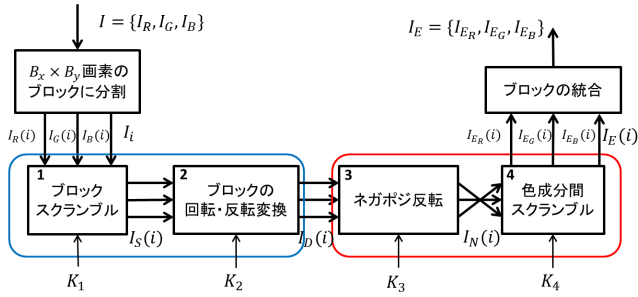 I = {I_R, I_G, I_B}
I_E = {I_{E_R}, I_{E_G}, I_{E_B}}
B_x × B_y画素の
ブロックに分割
ブロックの統合
I_R(i) I_G(i) I_B(i) I_i
I_{E_R}(i) I_{E_G}(i) I_{E_B}(i) I_E(i)
1
ブロック
スクランブル
I_S(i)
2
ブロックの
回転・反転変換
I_D(i)
3
ネガポジ反転
I_N(i)
4
色成分間
スクランブル
K_1
K_2
K_3
K_4